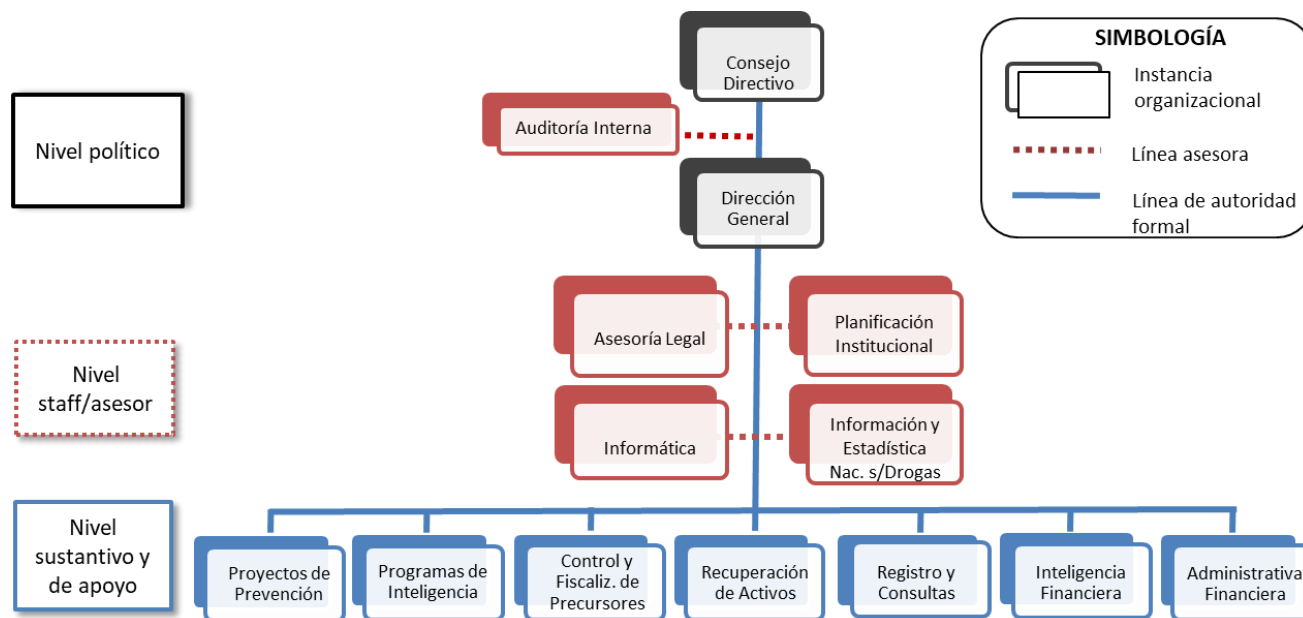 SIMBOLOGÍA
Instancia
organizacional
Línea asesora
Línea de autoridad
formal
Nivel político
Consejo
Directivo
Auditoría Interna
Dirección
General
Nivel
staff/asesor
Asesoría Legal
Planificación
Institucional
Informática
Información y
Estadística
Nac. s/Drogas
Nivel
sustantivo y
de apoyo
Proyectos de
Prevención
Programas de
Inteligencia
Control y
Fiscaliz. de
Precursores
Recuperación
de Activos
Registro y
Consultas
Inteligencia
Financiera
Administrativa
Financiera